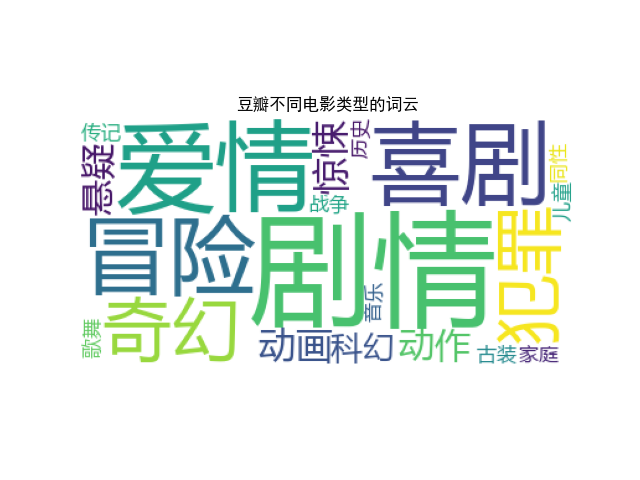 豆瓣不同电影类型的词云
传记
爱情
惊悚
历史
喜剧
同性
悬疑
战争
儿童
冒险
剧情
犯罪
奇幻
音乐
歌舞
动画
科幻
动作
古装
家庭